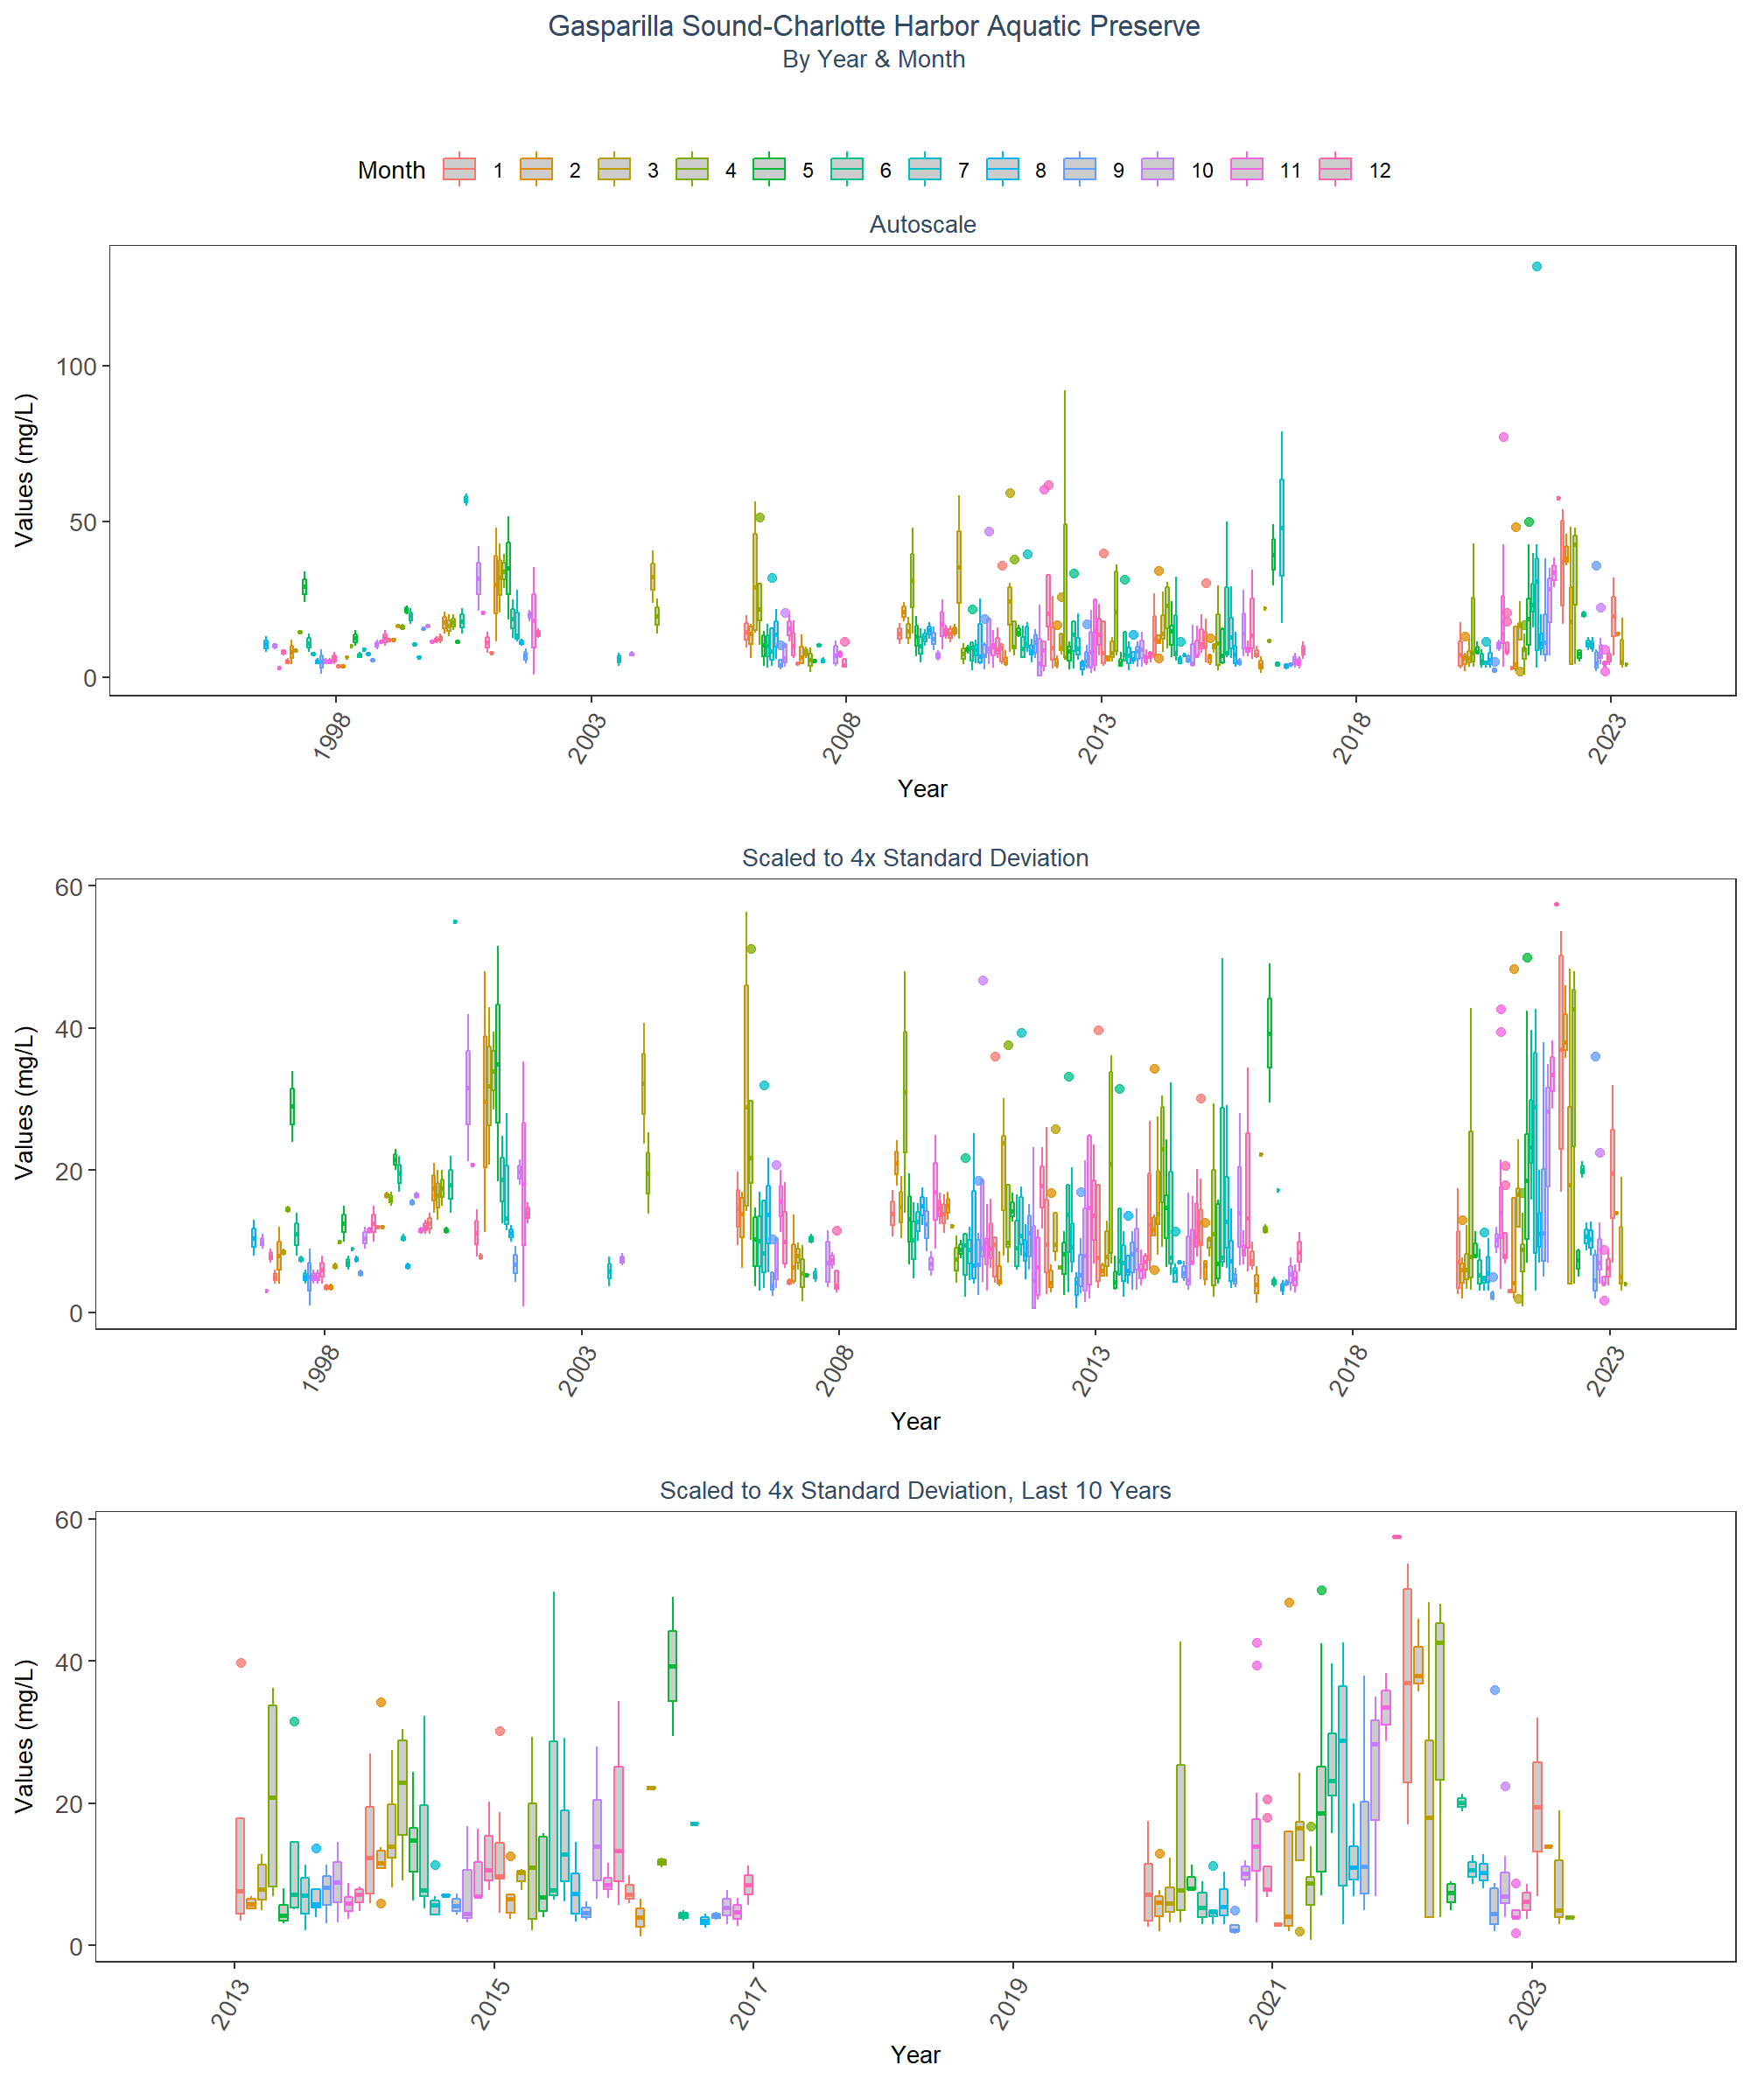 Gasparilla Sound-Charlotte Harbor Aquatic Preserve
By Year & Month
Month 1 2 3 4 5 6 7 8 9 10 11 12
Autoscale
Values (mg/L)
100
50
0
1998 2003 2008 2013 2018 2023
Year
Scaled to 4x Standard Deviation
Values (mg/L)
60
40
20
0
1998 2003 2008 2013 2018 2023
Year
Scaled to 4x Standard Deviation, Last 10 Years
Values (mg/L)
60
40
20
0
2013 2015 2017 2019 2021 2023
Year